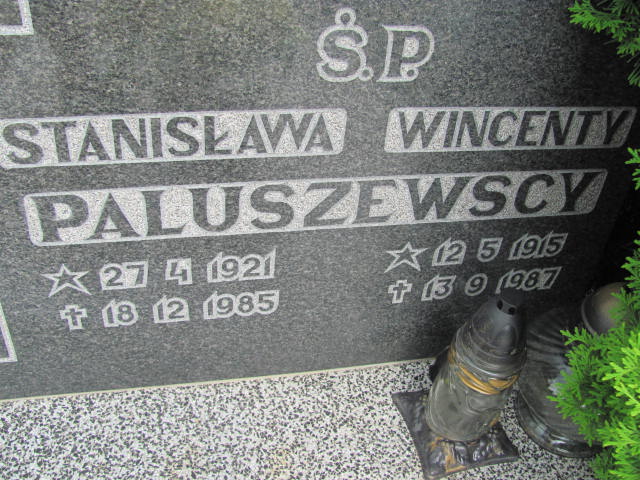 Ś.P.
STANISŁAWA WINCENTY
PALUSZEWSCY
27 4 1921 12 5 1915
18 12 1985 13 9 1987